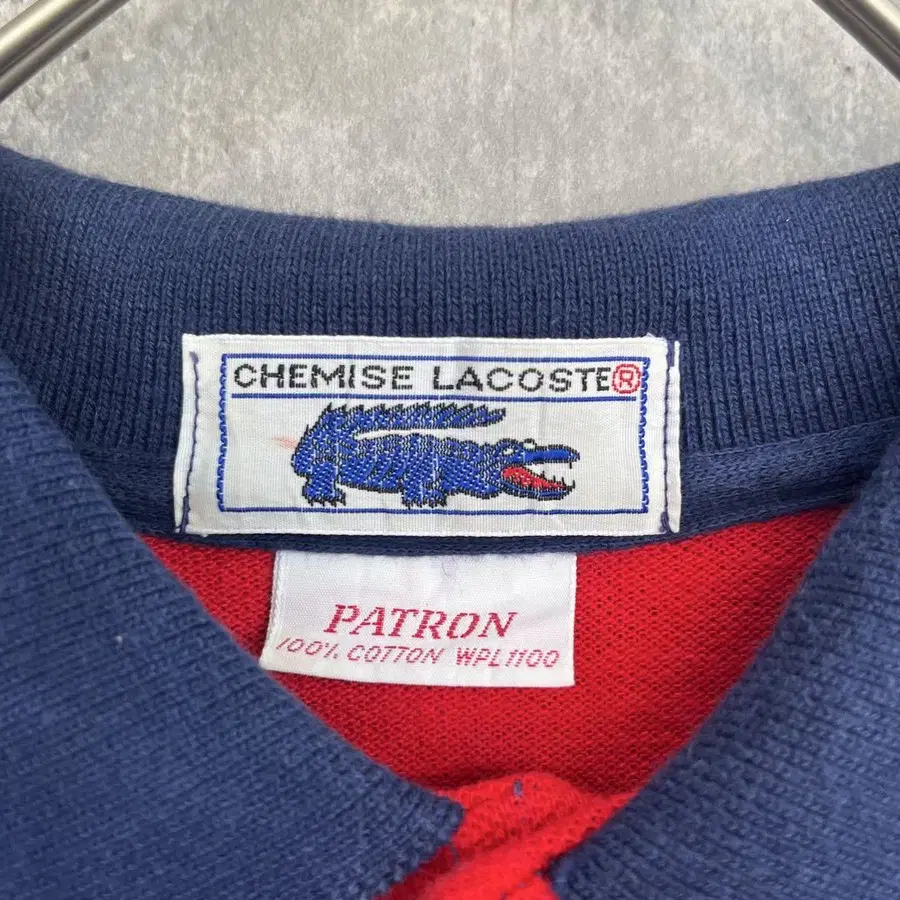 CHEMISE LACOSTE®
PATRON
100% COTTON WPL1100